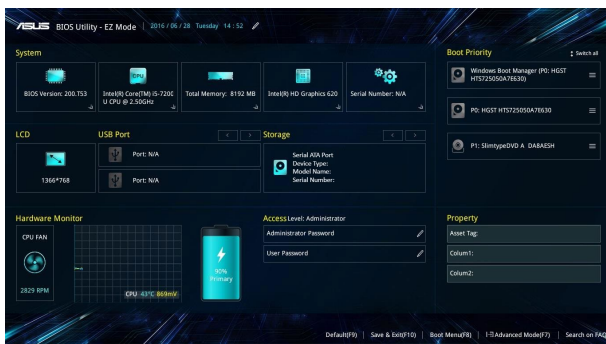 ASUS BIOS Utility - EZ Mode 2016 / 06 / 28 Tuesday 14 : 52
System
BIOS Version: 200.T53
Intel(R) Core(TM) i5-7200
U CPU @ 2.50GHz
CPU
Total Memory: 8192 MB
Intel(R) HD Graphics 620
Serial Number: N/A
Boot Priority
Switch all
Windows Boot Manager (P0: HGST
HTS725050A7E630)
P0: HGST HTS725050A7E630
P1: SlimtypeDVD A DA8AESH
LCD
1366*768
USB Port
Port: N/A
Port: N/A
Storage
Serial ATA Port
Device Type:
Model Name:
Serial Number:
Hardware Monitor
CPU FAN
2829 RPM
CPU 43°C 869mV
90%
Primary
Access Level: Administrator
Administrator Password
User Password
Property
Asset Tag:
Colum1:
Colum2:
Default(F9) Save & Exit(F10) Boot Menu(F8) Advanced Mode(F7) Search on FAQ